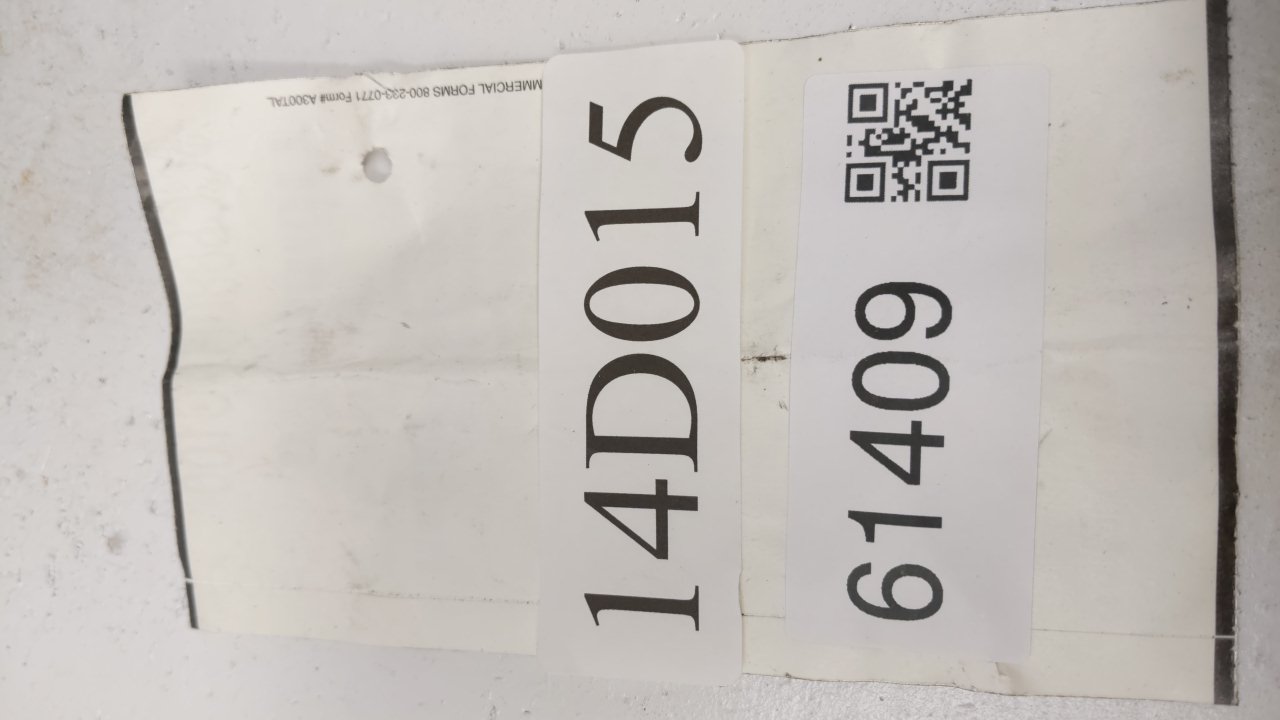 MMERCIAL FORMS 800-233-0771 Form# A300TAL
14D015
61409